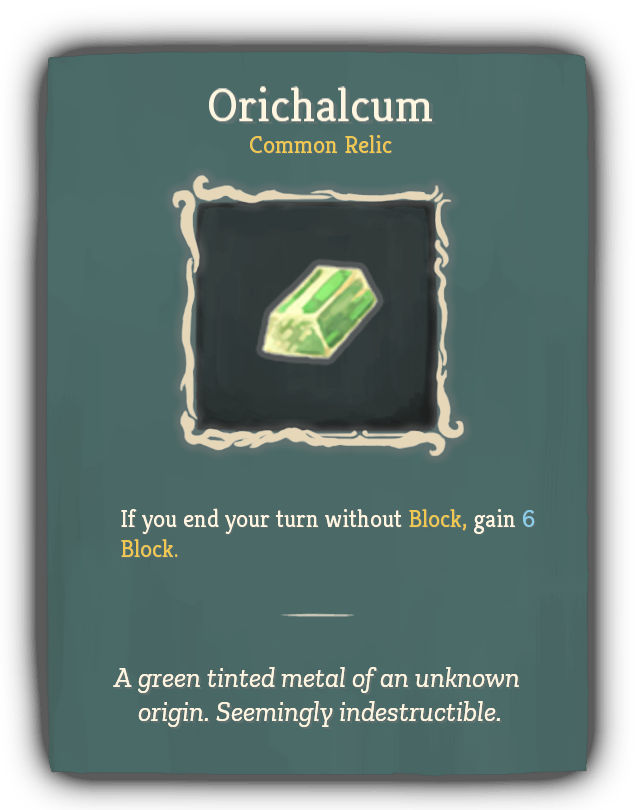 Orichalcum
Common Relic
If you end your turn without Block, gain 6
Block.
A green tinted metal of an unknown
origin. Seemingly indestructible.